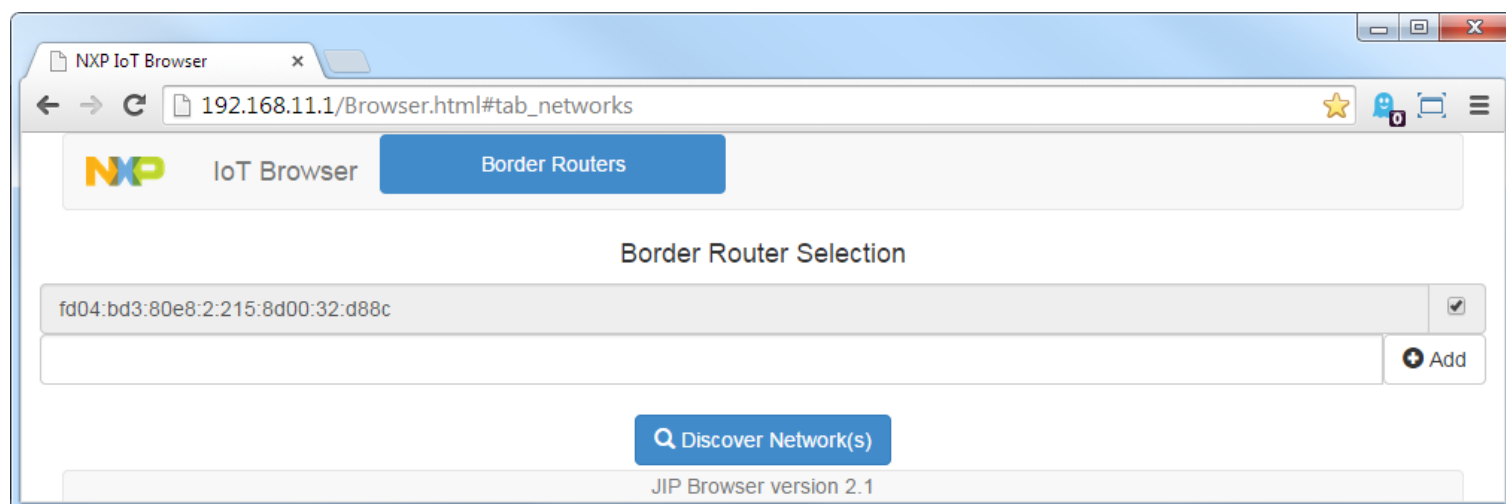 NXP IoT Browser
192.168.11.1/Browser.html#tab_networks
0
NXP IoT Browser Border Routers
Border Router Selection
fd04:bd3:80e8:2:215:8d00:32:d88c
Add
Discover Network(s)
JIP Browser version 2.1